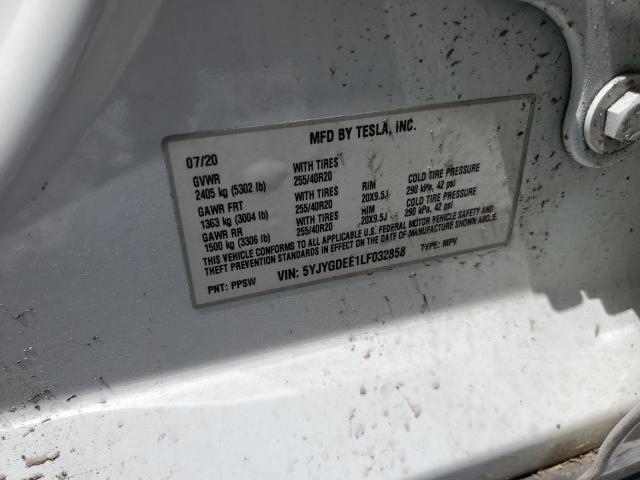 MFD BY TESLA, INC.
07/20
GVWR WITH TIRES
2405 kg (5302 lb) 255/40R20 RIM COLD TIRE PRESSURE
GAWR FRT WITH TIRES 20X9.5J 290 kPa, 42 psi
1363 kg (3004 lb) 255/40R20 RIM COLD TIRE PRESSURE
GAWR RR WITH TIRES 20X9.5J 290 kPa, 42 psi
1500 kg (3306 lb) 255/40R20
THIS VEHICLE CONFORMS TO ALL APPLICABLE U.S. FEDERAL MOTOR VEHICLE SAFETY AND
THEFT PREVENTION STANDARDS IN EFFECT ON THE DATE OF MANUFACTURE SHOWN ABOVE.
PNT: PPSW VIN: 5YJYGDEE1LF032858 TYPE: MPV